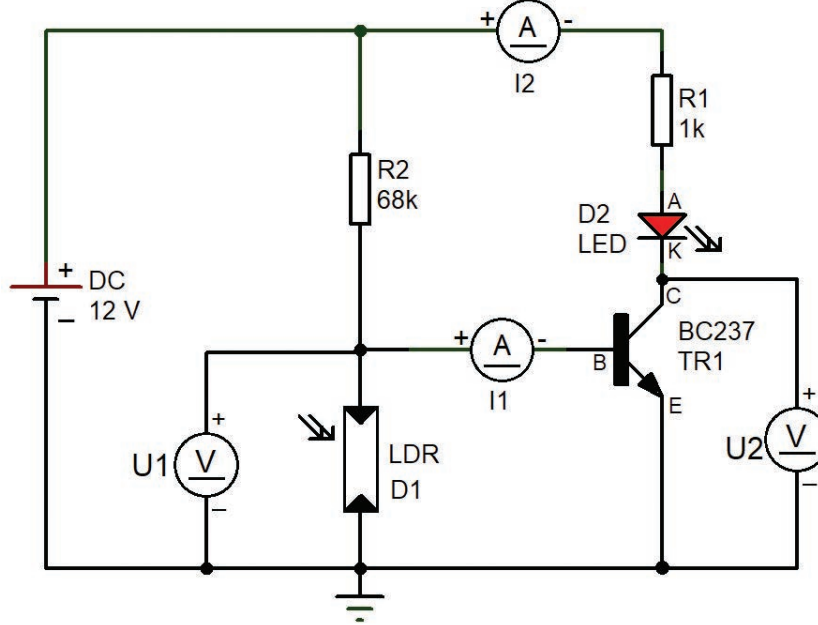 + A -
I2
R1
1k
R2
68k
A
D2
LED
K
+
DC
12 V
–
C
+ A -
B
BC237
TR1
I1
E
+
U1 V
–
LDR
D1
+
U2 V
–